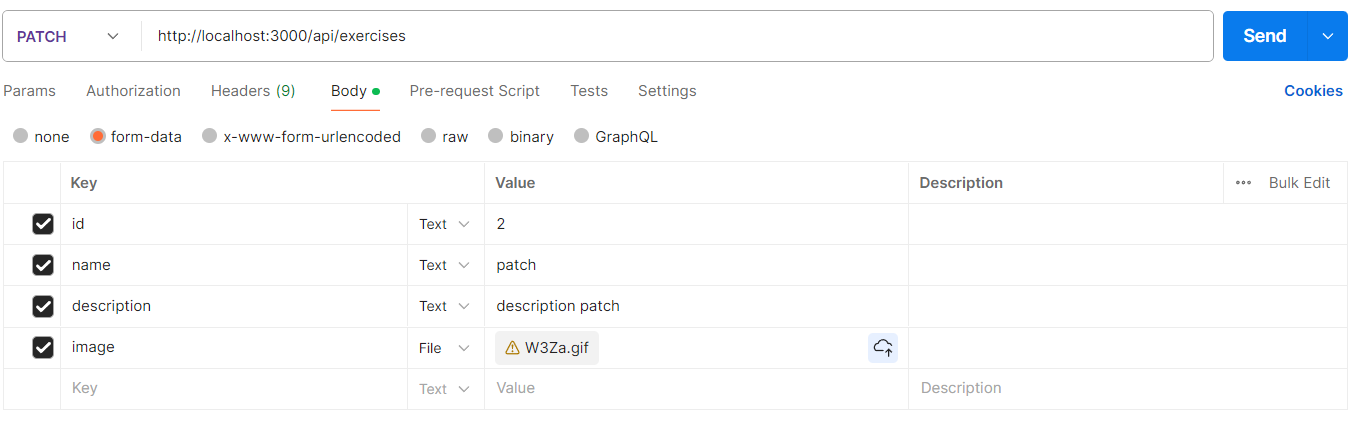 PATCH http://localhost:3000/api/exercises Send
Params Authorization Headers (9) Body Pre-request Script Tests Settings Cookies
none form-data x-www-form-urlencoded raw binary GraphQL
Key Value Description ••• Bulk Edit
id Text 2
name Text patch
description Text description patch
image File W3Za.gif
Key Text Value Description